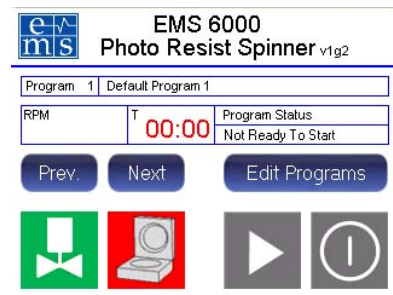 ems
EMS 6000
Photo Resist Spinner v1g2
Program 1 Default Program 1
RPM
T
00:00
Program Status
Not Ready To Start
Prev.
Next
Edit Programs